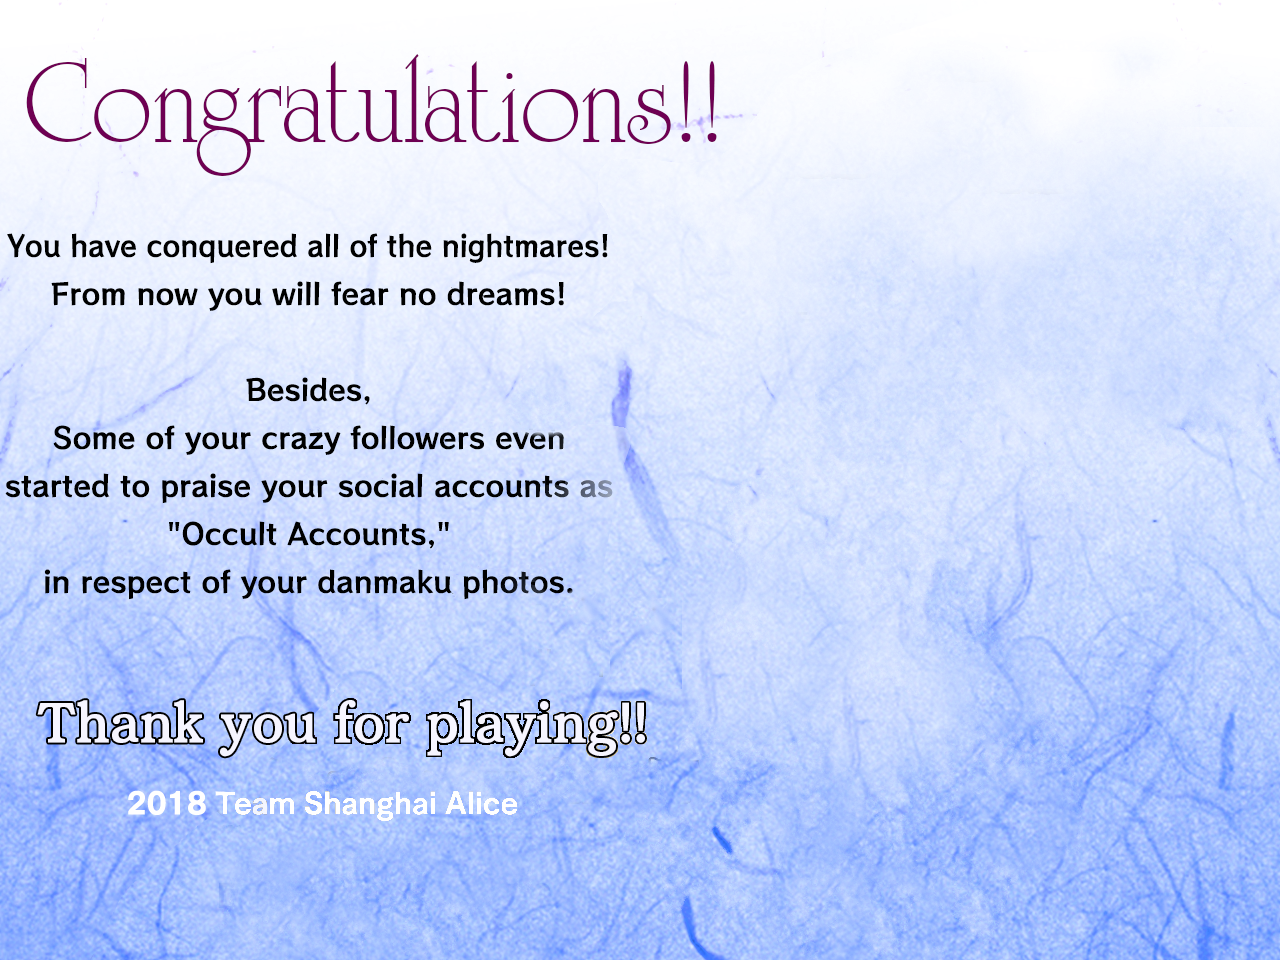 Congratulations!!
You have conquered all of the nightmares!
From now you will fear no dreams!
Besides,
Some of your crazy followers even
started to praise your social accounts as
"Occult Accounts,"
in respect of your danmaku photos.
Thank you for playing!!
2018 Team Shanghai Alice